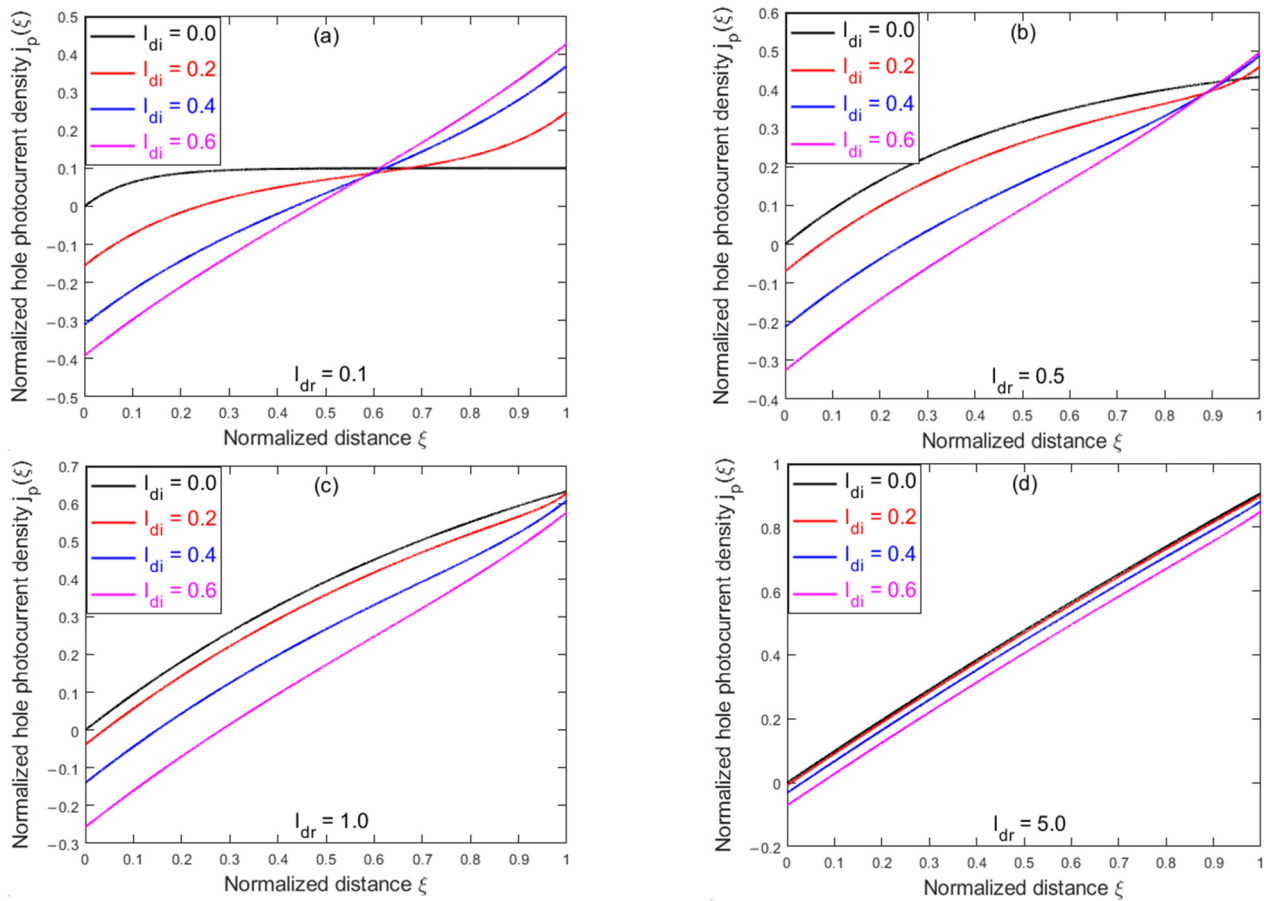 (a)
l_di = 0.0
l_di = 0.2
l_di = 0.4
l_di = 0.6
Normalized hole photocurrent density j_p(ξ)
0.5
0.4
0.3
0.2
0.1
0
−0.1
−0.2
−0.3
−0.4
−0.5
l_dr = 0.1
0 0.1 0.2 0.3 0.4 0.5 0.6 0.7 0.8 0.9 1
Normalized distance ξ
(b)
l_di = 0.0
l_di = 0.2
l_di = 0.4
l_di = 0.6
Normalized hole photocurrent density j_p(ξ)
0.6
0.5
0.4
0.3
0.2
0.1
0
−0.1
−0.2
−0.3
−0.4
l_dr = 0.5
0 0.1 0.2 0.3 0.4 0.5 0.6 0.7 0.8 0.9 1
Normalized distance ξ
(c)
l_di = 0.0
l_di = 0.2
l_di = 0.4
l_di = 0.6
Normalized hole photocurrent density j_p(ξ)
0.7
0.6
0.5
0.4
0.3
0.2
0.1
0
−0.1
−0.2
−0.3
l_dr = 1.0
0 0.1 0.2 0.3 0.4 0.5 0.6 0.7 0.8 0.9 1
Normalized distance ξ
(d)
l_di = 0.0
l_di = 0.2
l_di = 0.4
l_di = 0.6
Normalized hole photocurrent density j_p(ξ)
1
0.8
0.6
0.4
0.2
0
−0.2
l_dr = 5.0
0 0.1 0.2 0.3 0.4 0.5 0.6 0.7 0.8 0.9 1
Normalized distance ξ